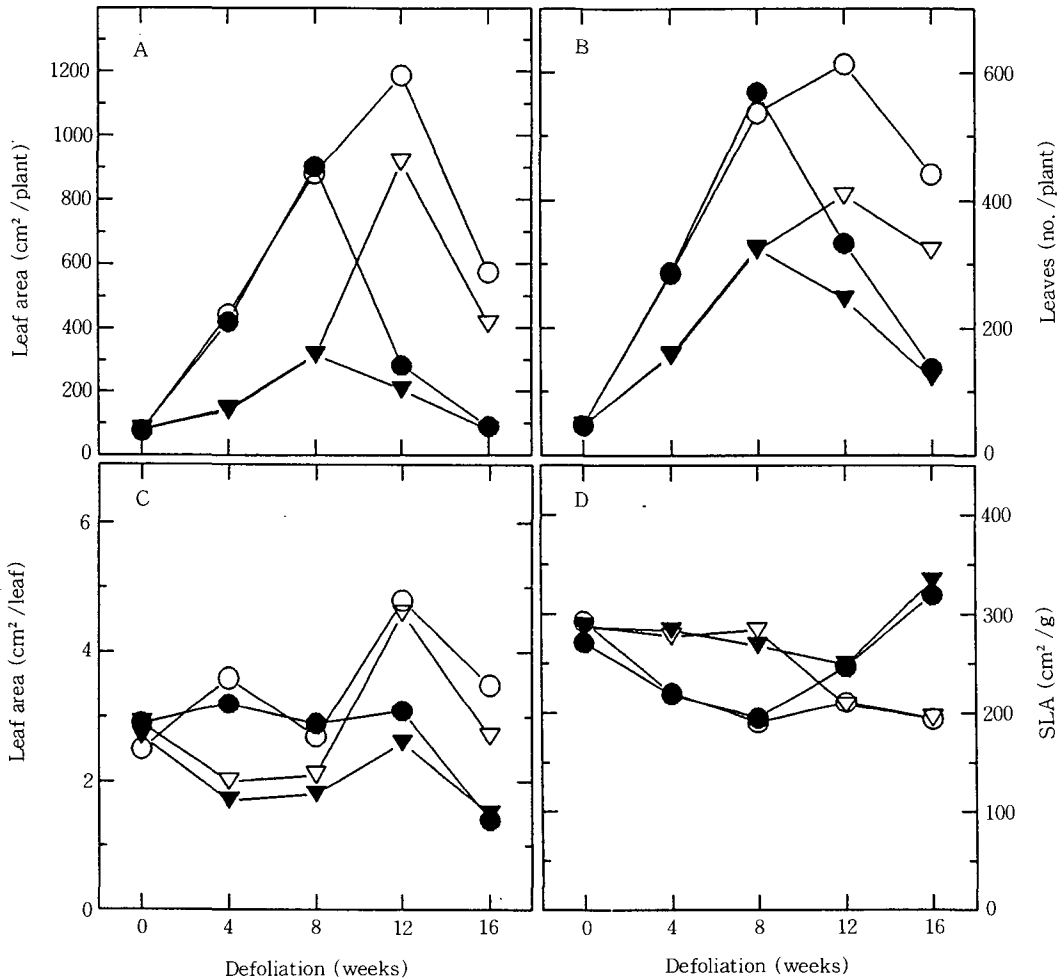 A
1200
1000
800
600
400
200
0
Leaf area (cm²/plant)
B
600
400
200
0
Leaves (no./plant)
C
6
4
2
0
Leaf area (cm²/leaf)
0 4 8 12 16
Defoliation (weeks)
D
400
300
200
100
0
SLA (cm²/g)
0 4 8 12 16
Defoliation (weeks)